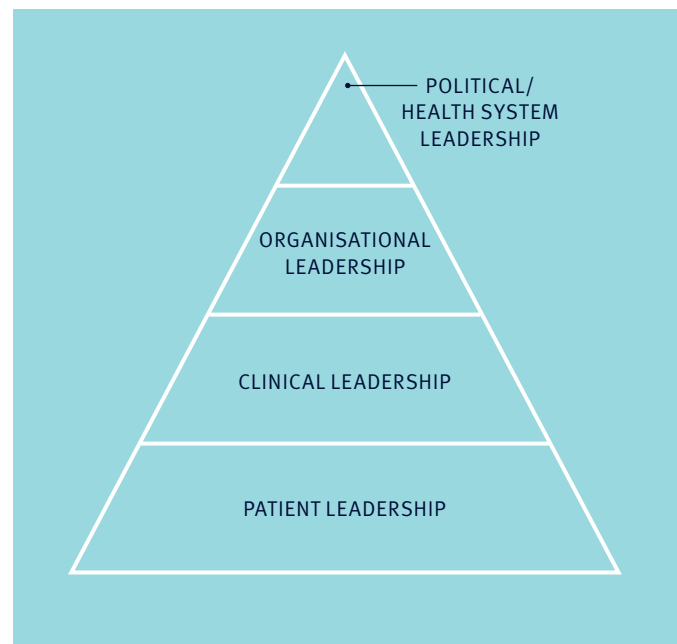 POLITICAL/
HEALTH SYSTEM
LEADERSHIP
ORGANISATIONAL
LEADERSHIP
CLINICAL LEADERSHIP
PATIENT LEADERSHIP